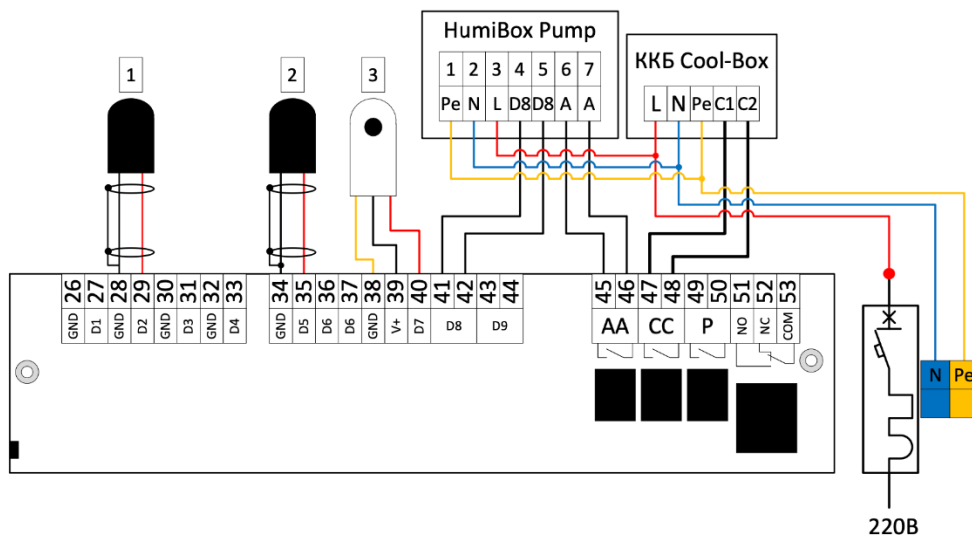 HumiBox Pump
ККБ Cool-Box
1 2 3
1 2 3 4 5 6 7
Pe N L D8 D8 A A
L N Pe C1 C2
26 27 28 29 30 31 32 33 34 35 36 37 38 39 40 41 42 43 44 45 46 47 48 49 50 51 52 53
GND D1 GND D2 GND D3 GND D4 GND D5 D6 D6 GND V+ D7 D8 D9 AA CC P NO NC COM
N Pe
220В